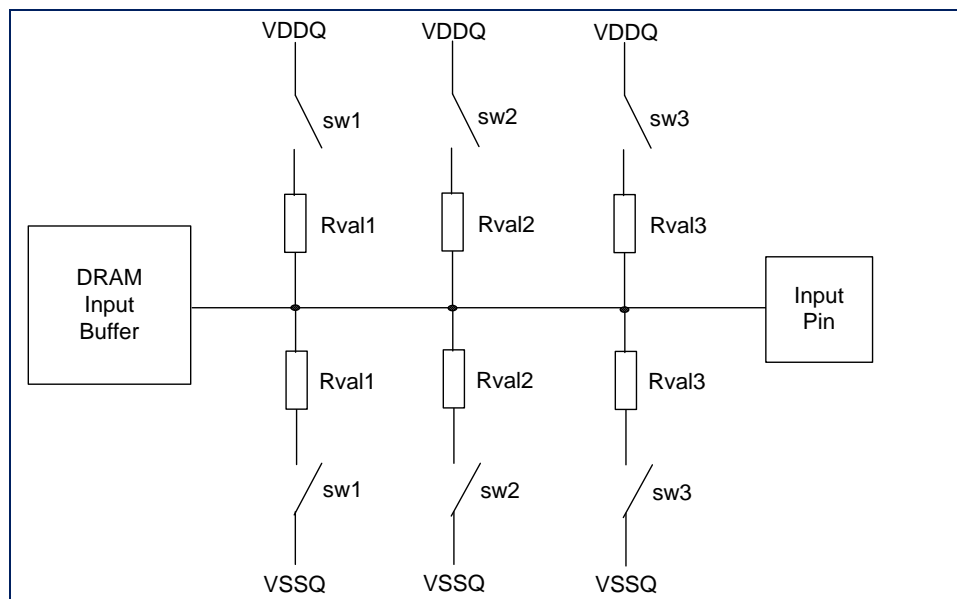 VDDQ VDDQ VDDQ
sw1 sw2 sw3
Rval1 Rval2 Rval3
DRAM
Input
Buffer
Input
Pin
Rval1 Rval2 Rval3
sw1 sw2 sw3
VSSQ VSSQ VSSQ